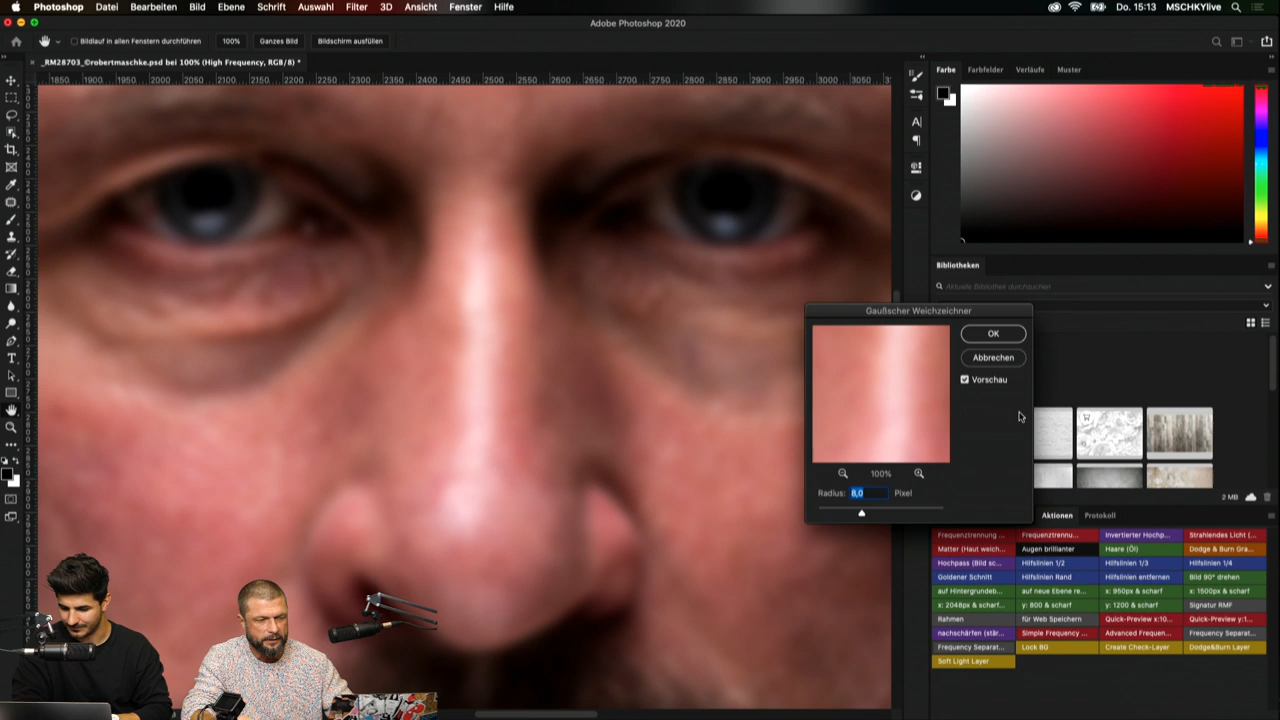 Photoshop Datei Bearbeiten Bild Ebene Schrift Auswahl Filter 3D Ansicht Fenster Hilfe Do. 15:13 MSCHKYlive
Adobe Photoshop 2020
Bildlauf in allen Fenstern durchführen 100% Ganzes Bild Bildschirm ausfüllen
_RM28703_©robertmaschke.psd bei 100% (High Frequency, RGB/8) *
1850 1900 1950 2000 2050 2100 2150 2200 2250 2300 2350 2400 2450 2500 2550 2600 2650 2700 2750 2800 2850 2900 2950 3000 3050
Farbe Farbfelder Verläufe Muster
Bibliotheken
Aktuelle Bibliothek durchsuchen
Gaußscher Weichzeichner
OK
Abbrechen
Vorschau
100%
Radius: 8,0 Pixel
2 MB
Aktionen Protokoll
Frequenztrennung ... Frequenztrennu... Invertierter Hochp... Strahlendes Licht (...
Matter (Haut weich... Augen brillianter Haare (Öl) Dodge & Burn Gra...
Hochpass (Bild sc... Hilfslinien 1/2 Hilfslinien 1/3 Hilfslinien 1/4
Goldener Schnitt Hilfslinien Rand Hilfslinien entfernen Bild 90° drehen
auf Hintergrundeb... auf neue Ebene re... x: 950px & scharf x: 1500px & scharf
x: 2048px & scharf... y: 800 & scharf y: 1200 & scharf Signatur RMF
Rahmen für Web Speichern Quick-Preview x:10... Quick-Preview y:1...
nachschärfen (stär... Simple Frequency ... Advanced Frequen... Frequency Separat...
Frequency Separat... Lock BG Create Check-Layer Dodge&Burn Layer
Soft Light Layer